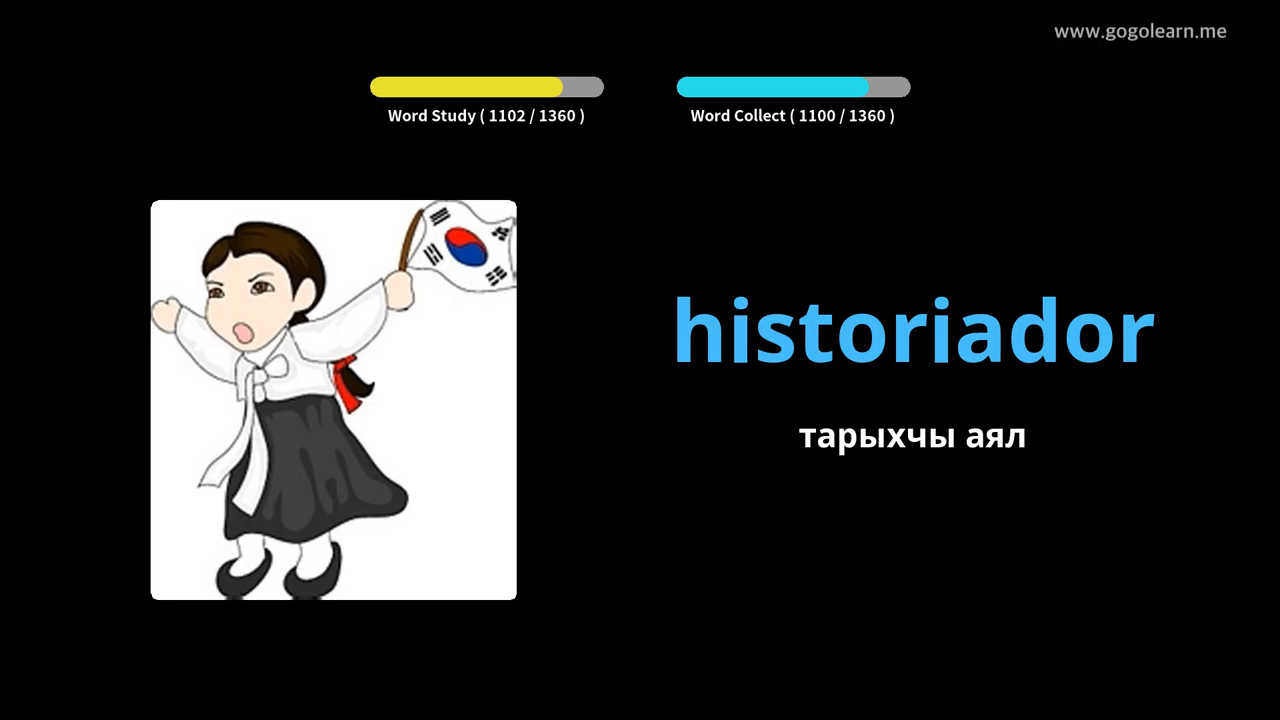 www.gogolearn.me
Word Study ( 1102 / 1360 )
Word Collect ( 1100 / 1360 )
historiador
тарыхчы аял